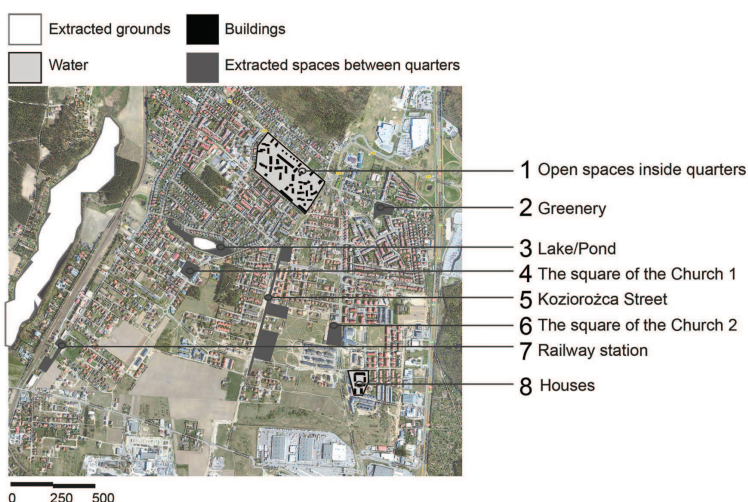 Extracted grounds
Buildings
Water
Extracted spaces between quarters
1 Open spaces inside quarters
2 Greenery
3 Lake/Pond
4 The square of the Church 1
5 Koziorożca Street
6 The square of the Church 2
7 Railway station
8 Houses
0 250 500